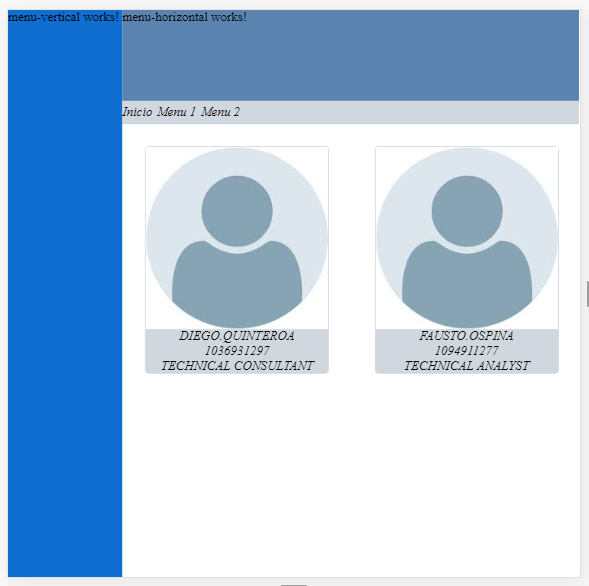 menu-vertical works! menu-horizontal works!
Inicio Menu 1 Menu 2
DIEGO.QUINTEROA
1036931297
TECHNICAL CONSULTANT
FAUSTO.OSPINA
1094911277
TECHNICAL ANALYST